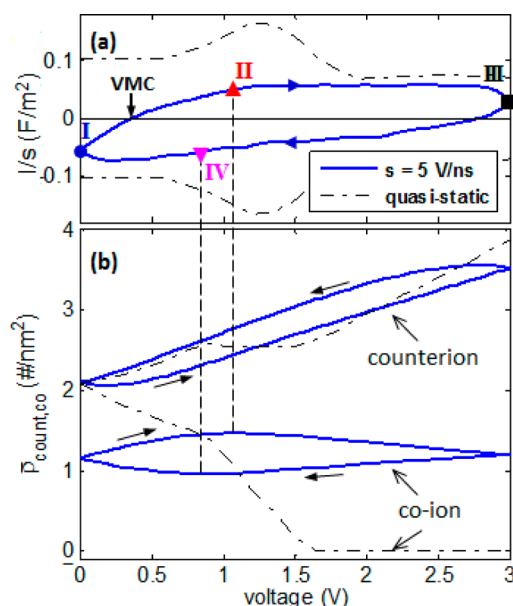 (a)
I/s (F/m²)
0.1
0
-0.1
VMC
I
II
III
IV
s = 5 V/ns
quasi-static
(b)
ρ̅count,co (#/nm²)
4
3
2
1
0
counterion
co-ion
0
0.5
1
1.5
2
2.5
3
voltage (V)